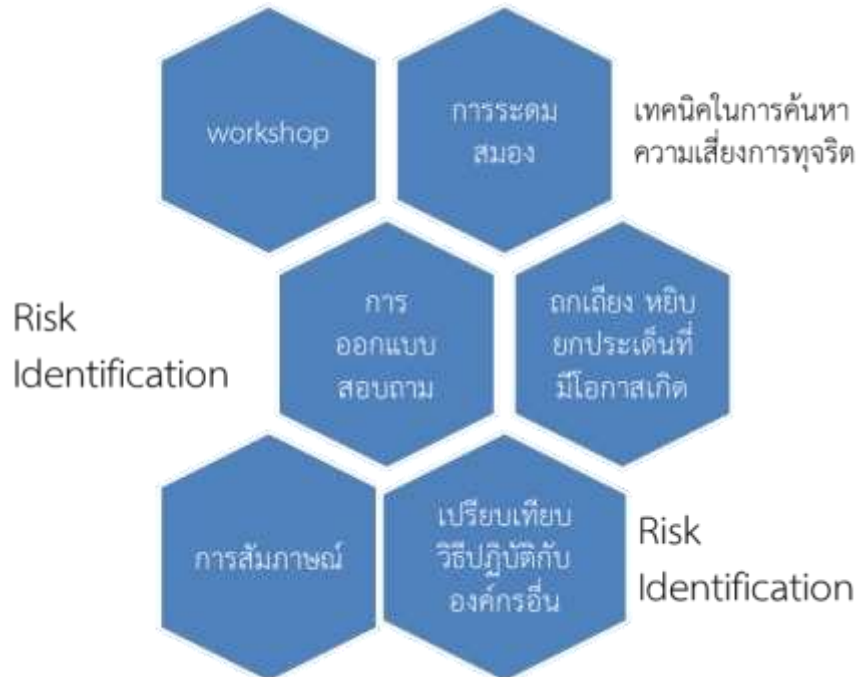 workshop
การระดม
สมอง
เทคนิคในการค้นหา
ความเสี่ยงการทุจริต
Risk
Identification
การ
ออกแบบ
สอบถาม
ถกเถียง หยิบ
ยกประเด็นที่
มีโอกาสเกิด
การสัมภาษณ์
เปรียบเทียบ
วิธีปฏิบัติกับ
องค์กรอื่น
Risk
Identification